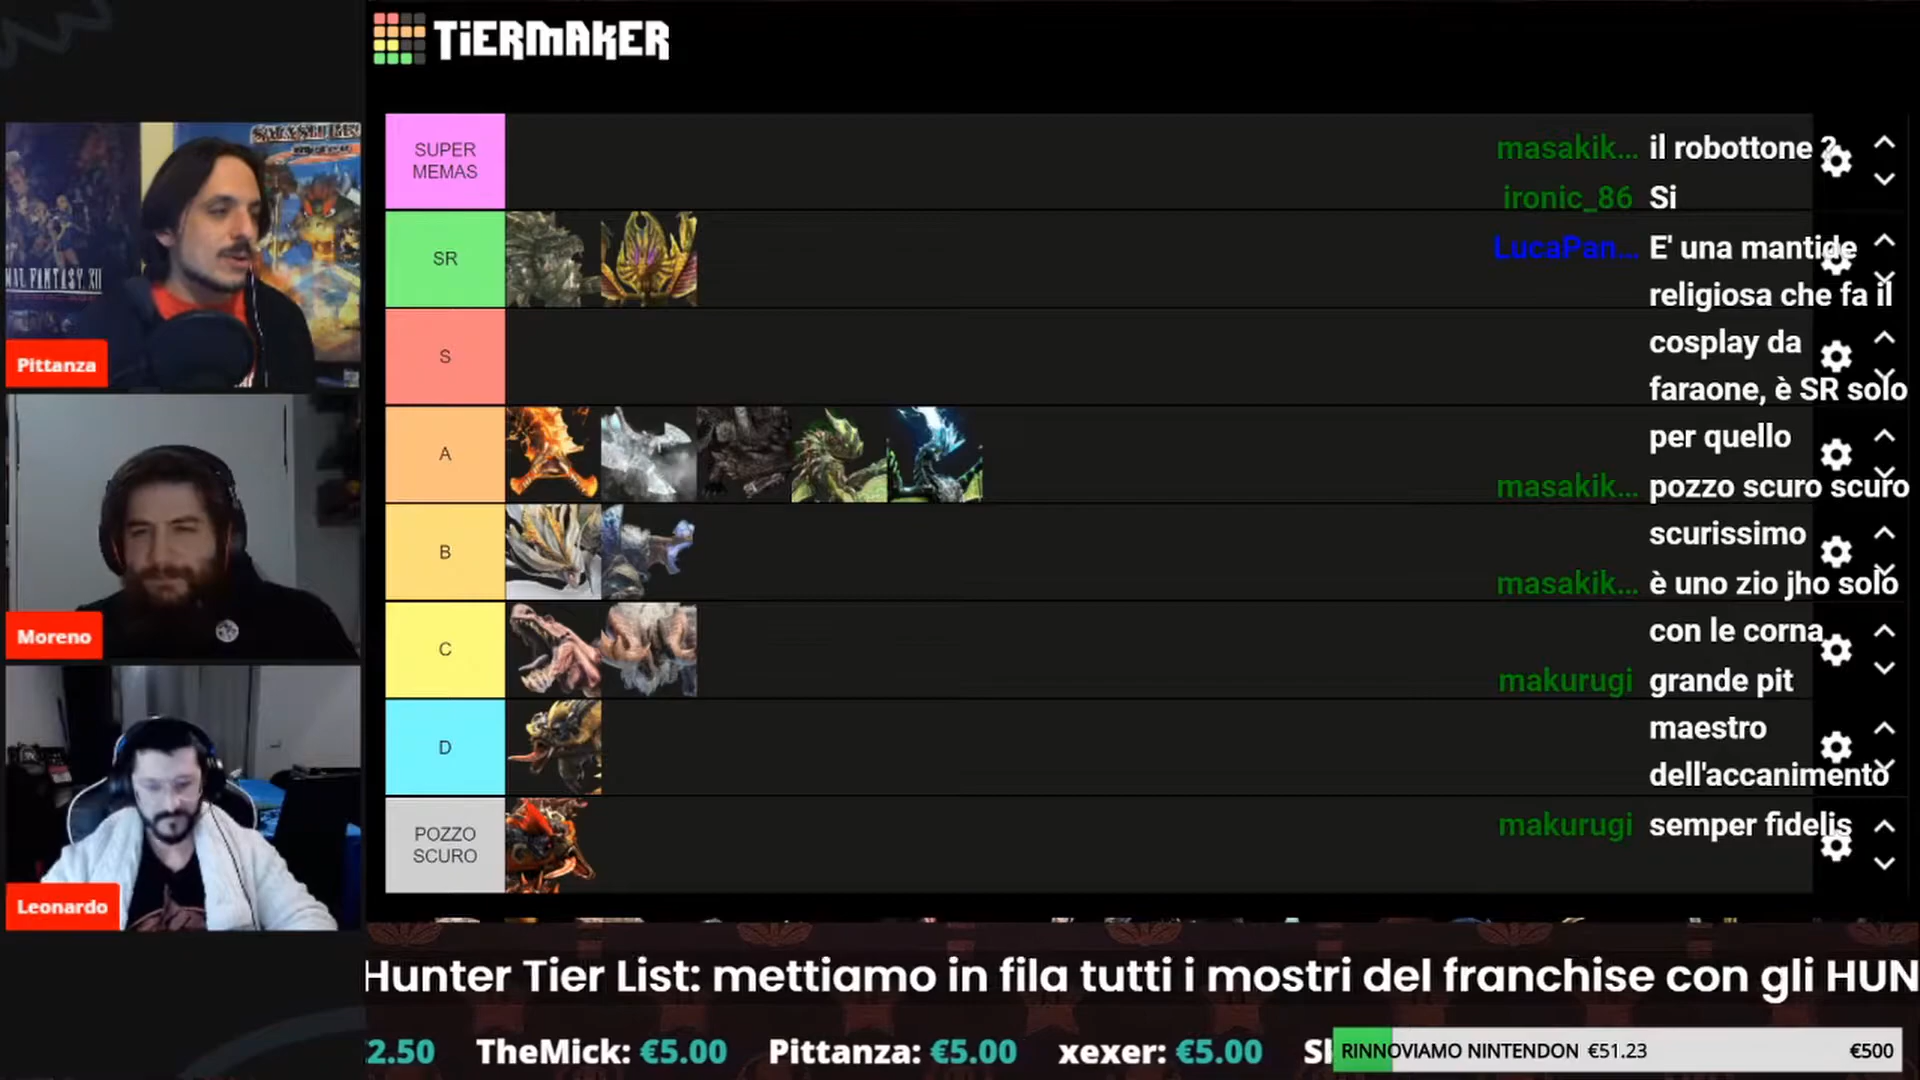 TiERMAKER
SUPER
MEMAS
SR
S
A
B
C
D
POZZO
SCURO
masakik... il robottone ?
ironic_86 Si
LucaPan... E' una mantide
religiosa che fa il
cosplay da
faraone, è SR solo
per quello
masakik... pozzo scuro scuro
scurissimo
masakik... è uno zio jho solo
con le corna
makurugi grande pit
maestro
dell'accanimento
makurugi semper fidelis
FINAL FANTASY. XII
Pittanza
Moreno
Leonardo
Hunter Tier List: mettiamo in fila tutti i mostri del franchise con gli HUN
2.50 TheMick: €5.00 Pittanza: €5.00 xexer: €5.00
RINNOVIAMO NINTENDON €51.23 €500